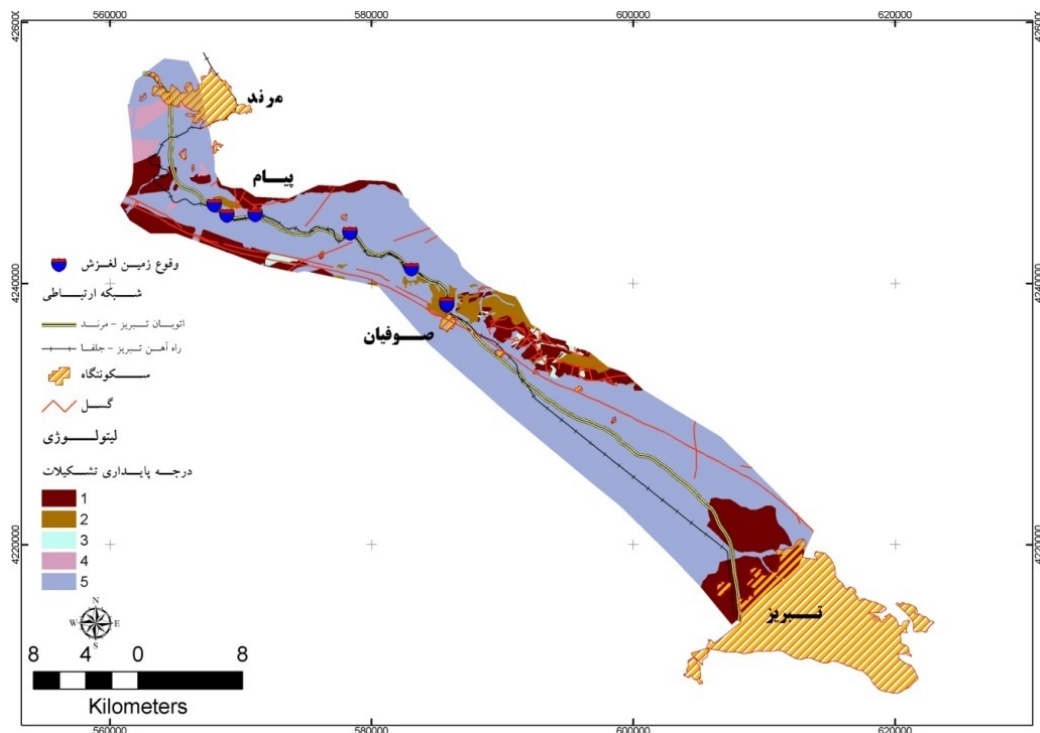 560000 580000 600000 620000
4260000
4240000
4220000
مرند
پیام
صوفیان
تبریز
وقوع زمین لغزش
شبکه ارتباطی
اتوبان تبریز - مرند
راه آهن تبریز - جلفا
سکونتگاه
گسل
لیتولوژی
درجه پایداری تشکیلات
1
2
3
4
5
N
W E
S
8 4 0 8
Kilometers
4240000
4220000
560000 580000 600000 620000